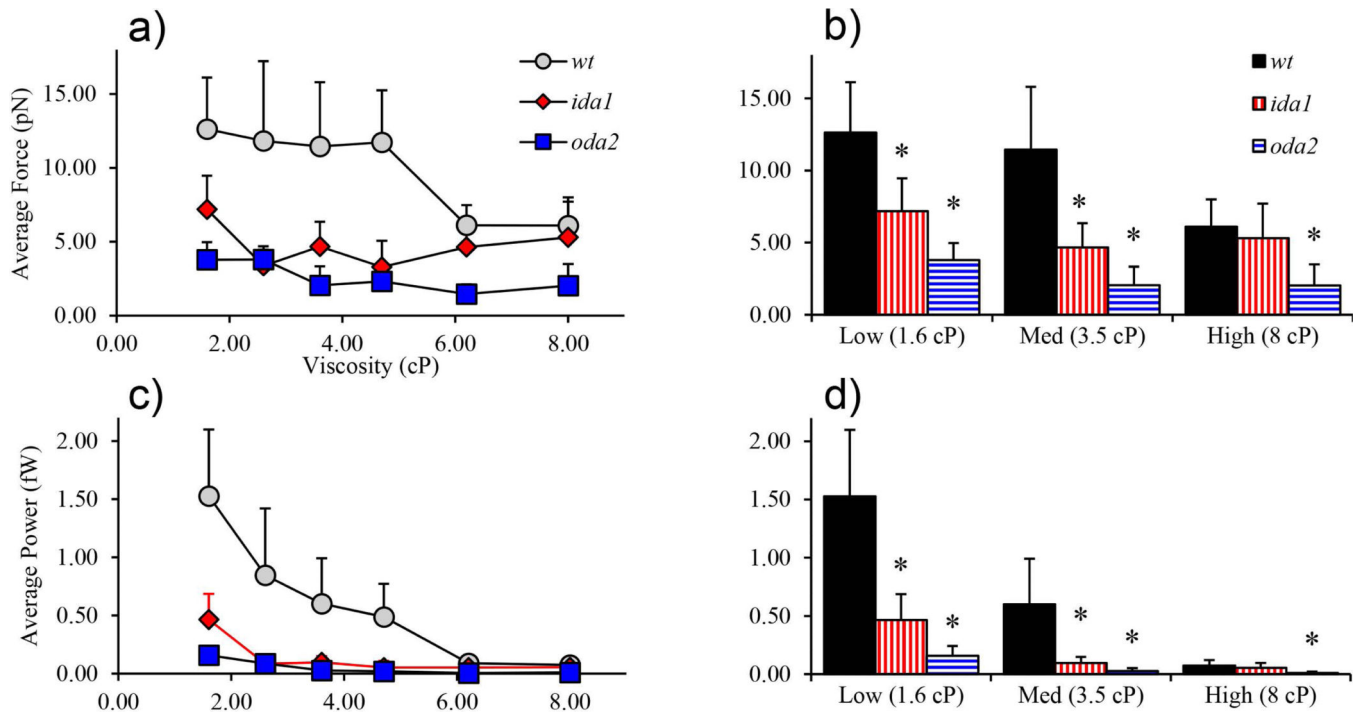 a)
Average Force (pN)
15.00
10.00
5.00
0.00
0.00
2.00
4.00
6.00
8.00
Viscosity (cP)
wt
ida1
oda2
b)
15.00
10.00
5.00
0.00
* *
* *
*
Low (1.6 cP)
Med (3.5 cP)
High (8 cP)
wt
ida1
oda2
c)
Average Power (fW)
2.00
1.50
1.00
0.50
0.00
0.00
2.00
4.00
6.00
8.00
d)
2.00
1.50
1.00
0.50
0.00
* *
* *
*
Low (1.6 cP)
Med (3.5 cP)
High (8 cP)